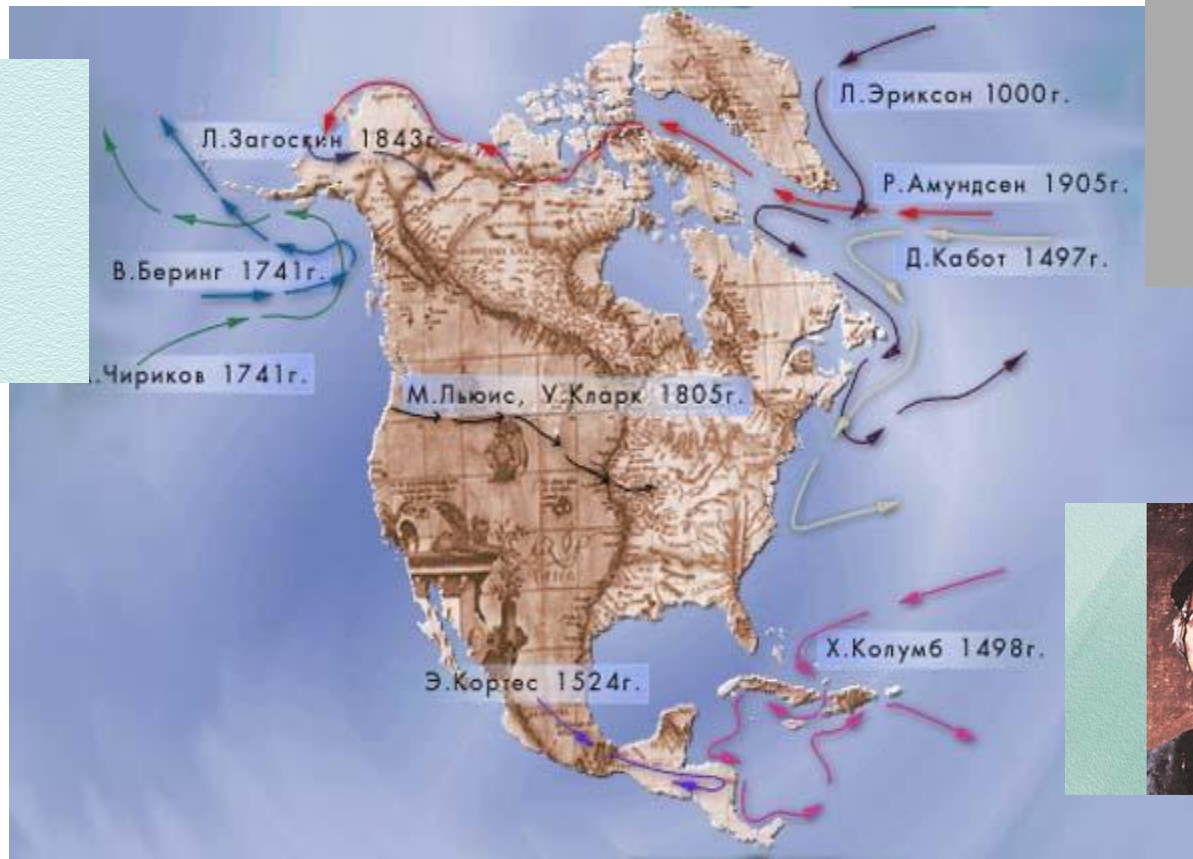 Л.Эриксон 1000г.
Л.Загоскин 1843г.
Р.Амундсен 1905г.
Д.Кабот 1497г.
В.Беринг 1741г.
.Чириков 1741г.
М.Льюис, У.Кларк 1805г.
Х.Колумб 1498г.
Э.Кортес 1524г.